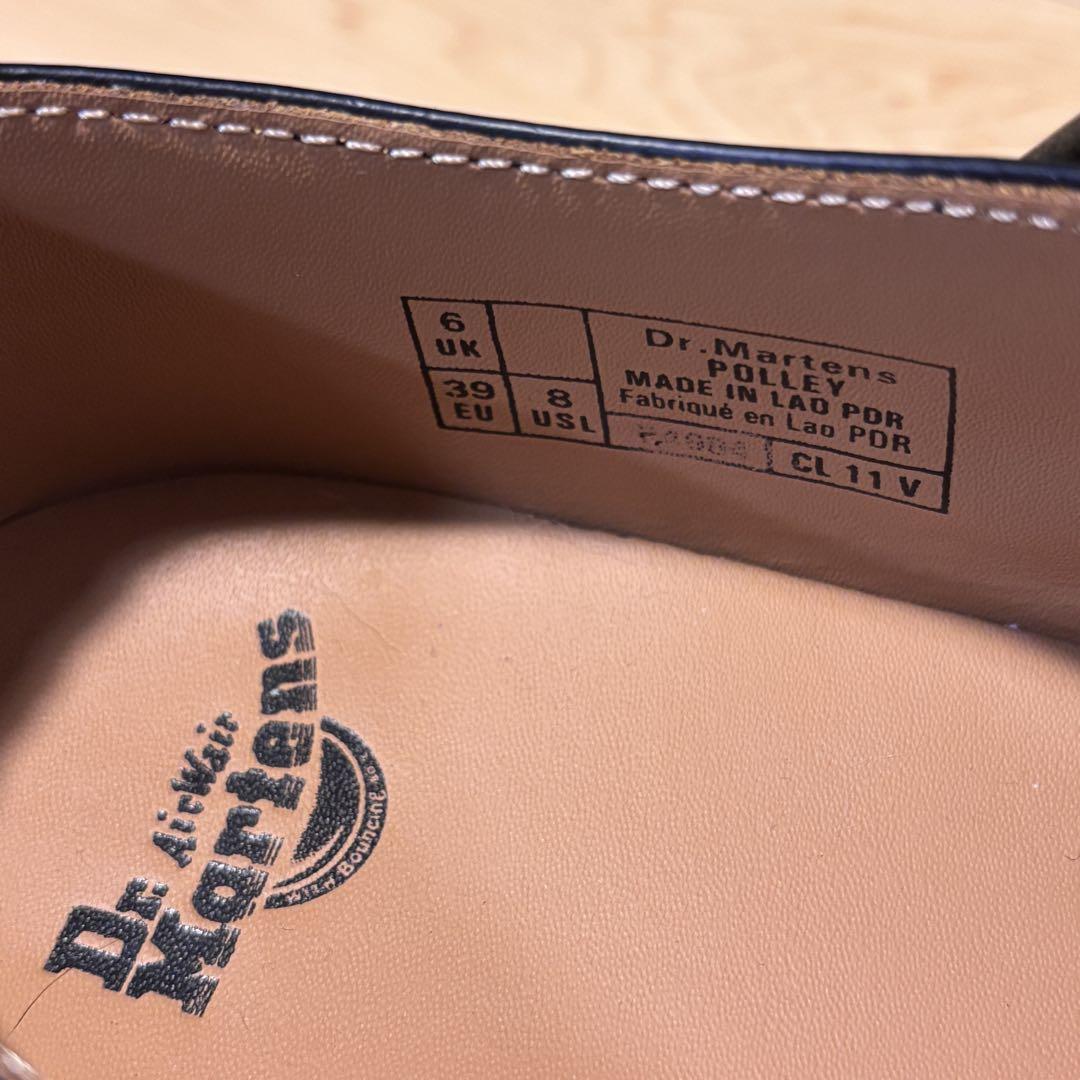 6
UK
39
EU
8
USL
Dr.Martens
POLLEY
MADE IN LAO PDR
Fabriqué en Lao PDR
CL 11 V
Dr. AirWair
Martens
Bouncing